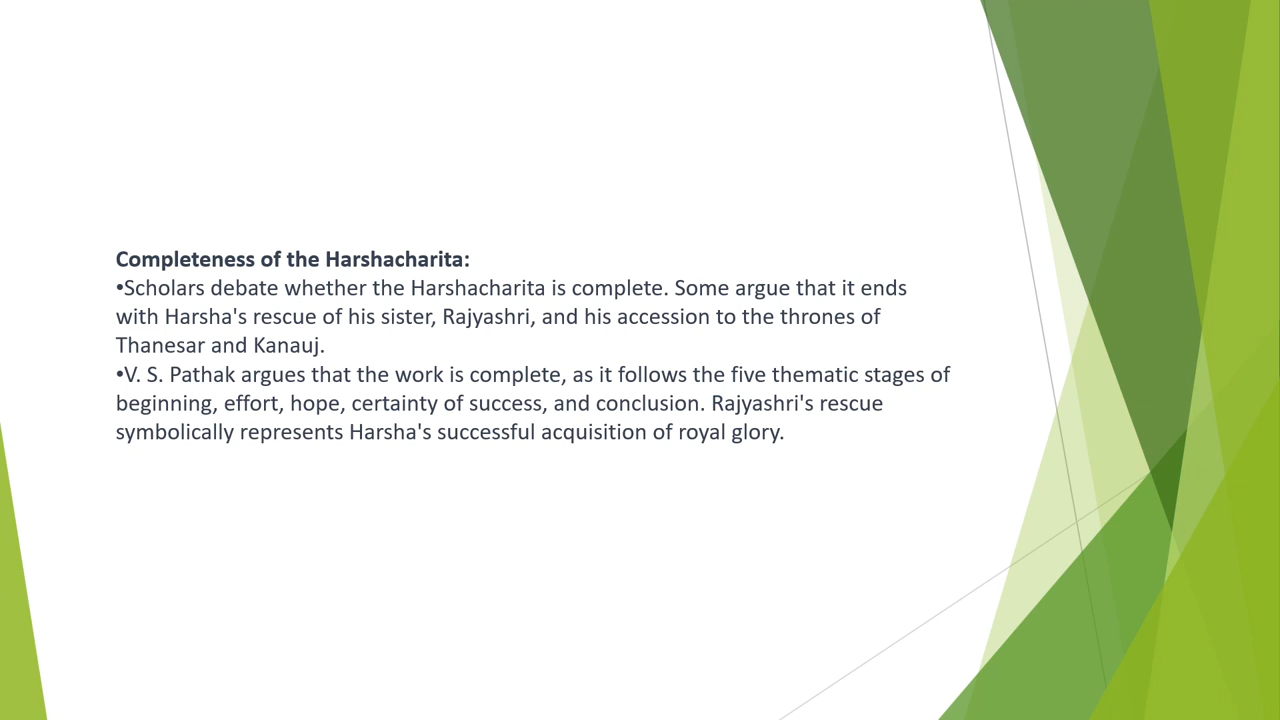 Completeness of the Harshacharita:
•Scholars debate whether the Harshacharita is complete. Some argue that it ends
with Harsha's rescue of his sister, Rajyashri, and his accession to the thrones of
Thanesar and Kanauj.
•V. S. Pathak argues that the work is complete, as it follows the five thematic stages of
beginning, effort, hope, certainty of success, and conclusion. Rajyashri's rescue
symbolically represents Harsha's successful acquisition of royal glory.